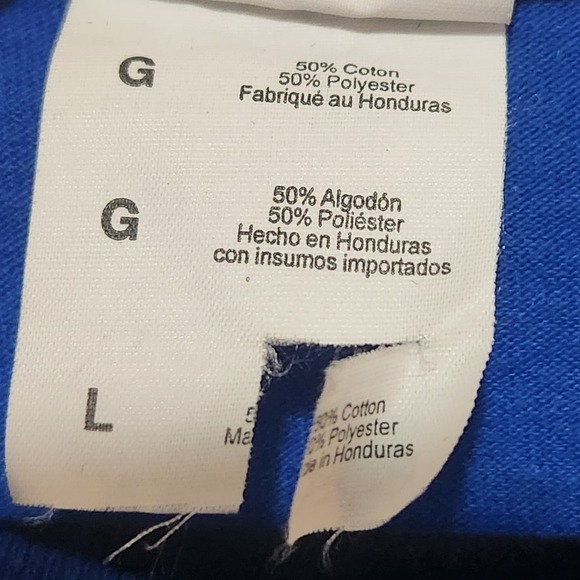 G
50% Coton
50% Polyester
Fabriqué au Honduras
G
50% Algodón
50% Poliéster
Hecho en Honduras
con insumos importados
L
Cotton
Polyester
in Honduras